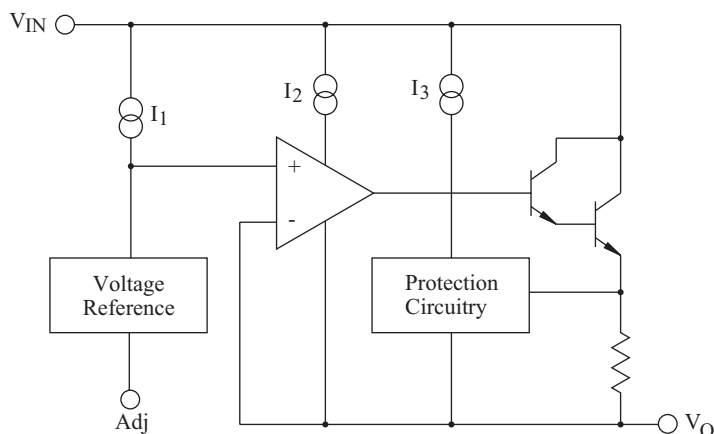 VIN
I1
I2
I3
+
-
Voltage
Reference
Protection
Circuitry
Adj
VO